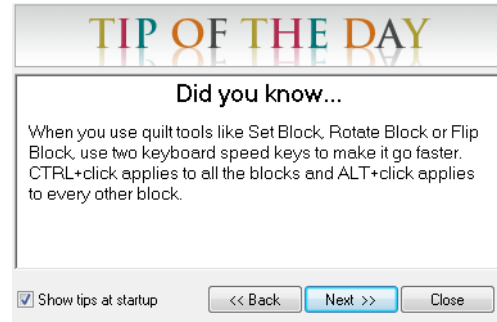 TIP OF THE DAY
Did you know...
When you use quilt tools like Set Block, Rotate Block or Flip
Block, use two keyboard speed keys to make it go faster.
CTRL+click applies to all the blocks and ALT+click applies
to every other block.
Show tips at startup
<< Back
Next >>
Close